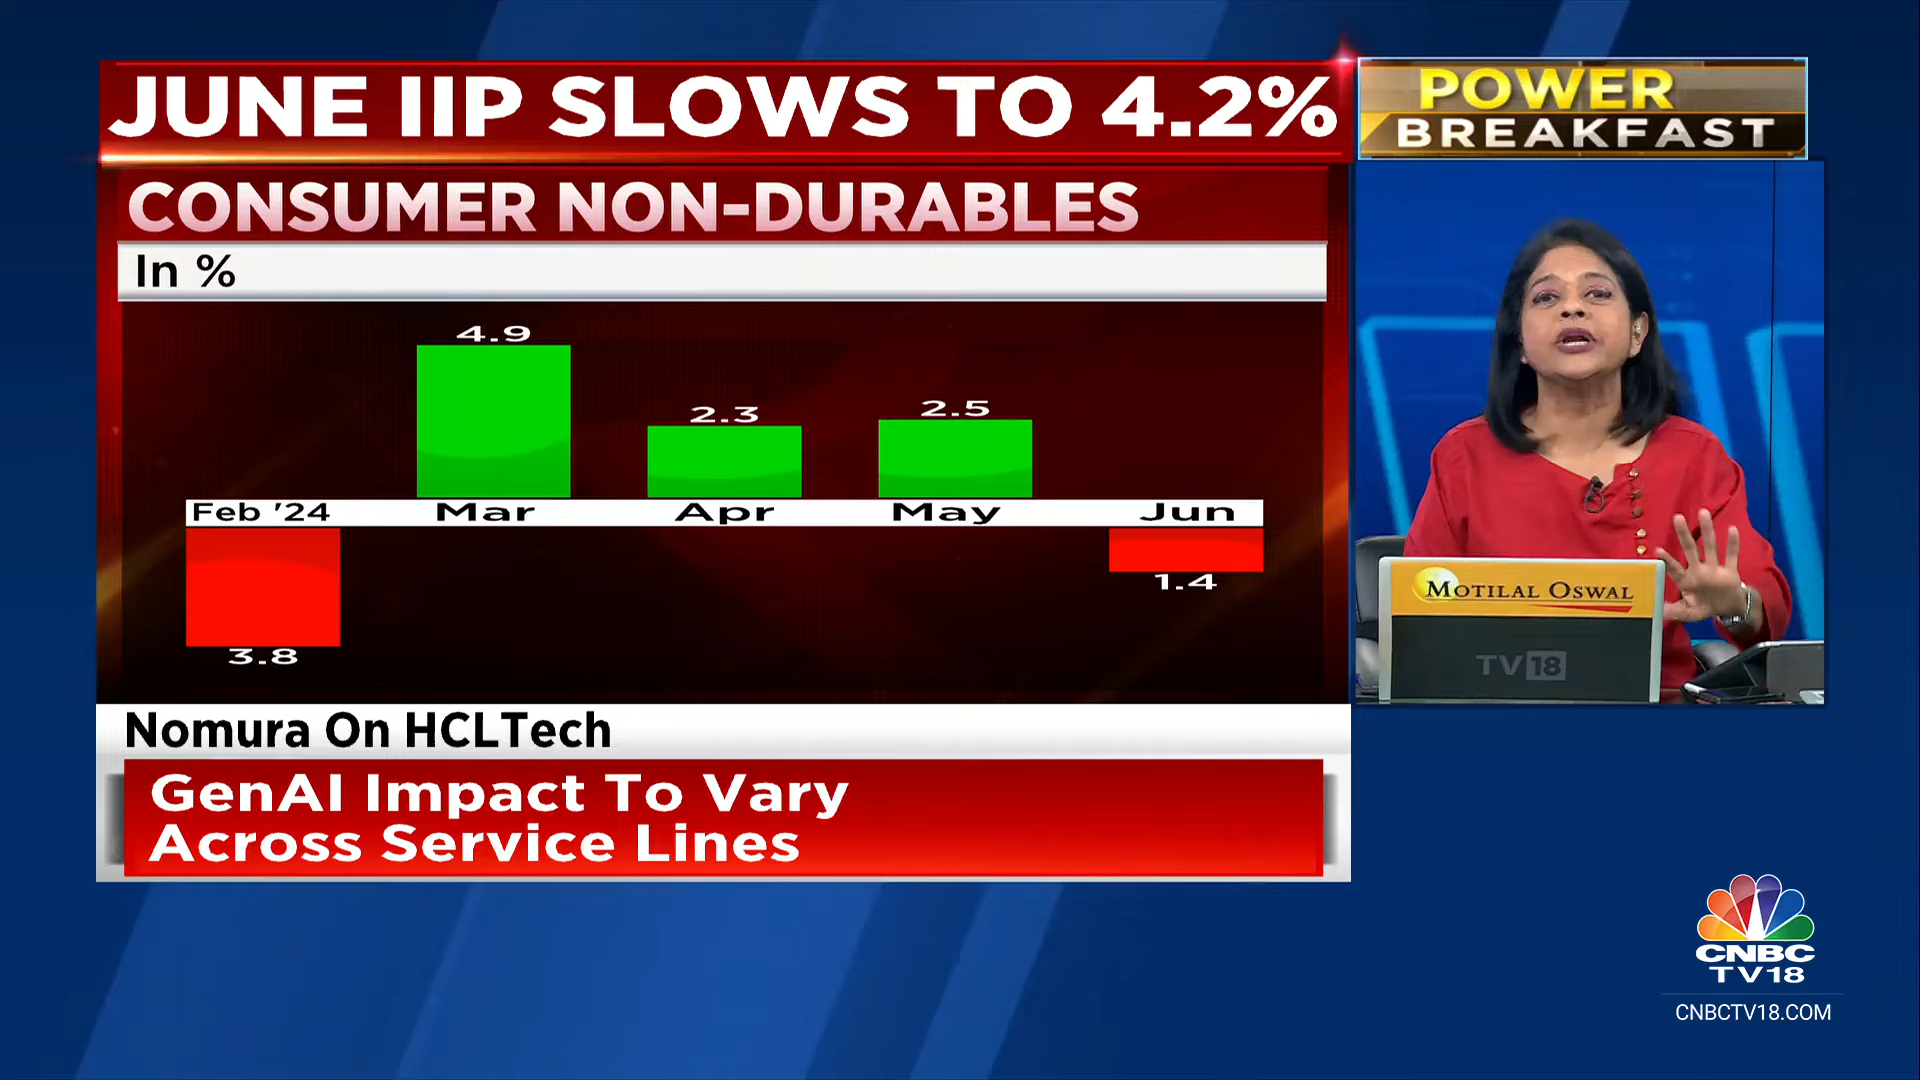 JUNE IIP SLOWS TO 4.2%
POWER
BREAKFAST
CONSUMER NON-DURABLES
In %
4.9
2.3
2.5
Feb '24
Mar
Apr
May
Jun
1.4
3.8
MOTILAL OSWAL
TV18
Nomura On HCLTech
GenAI Impact To Vary
Across Service Lines
CNBC
TV18
CNBCTV18.COM